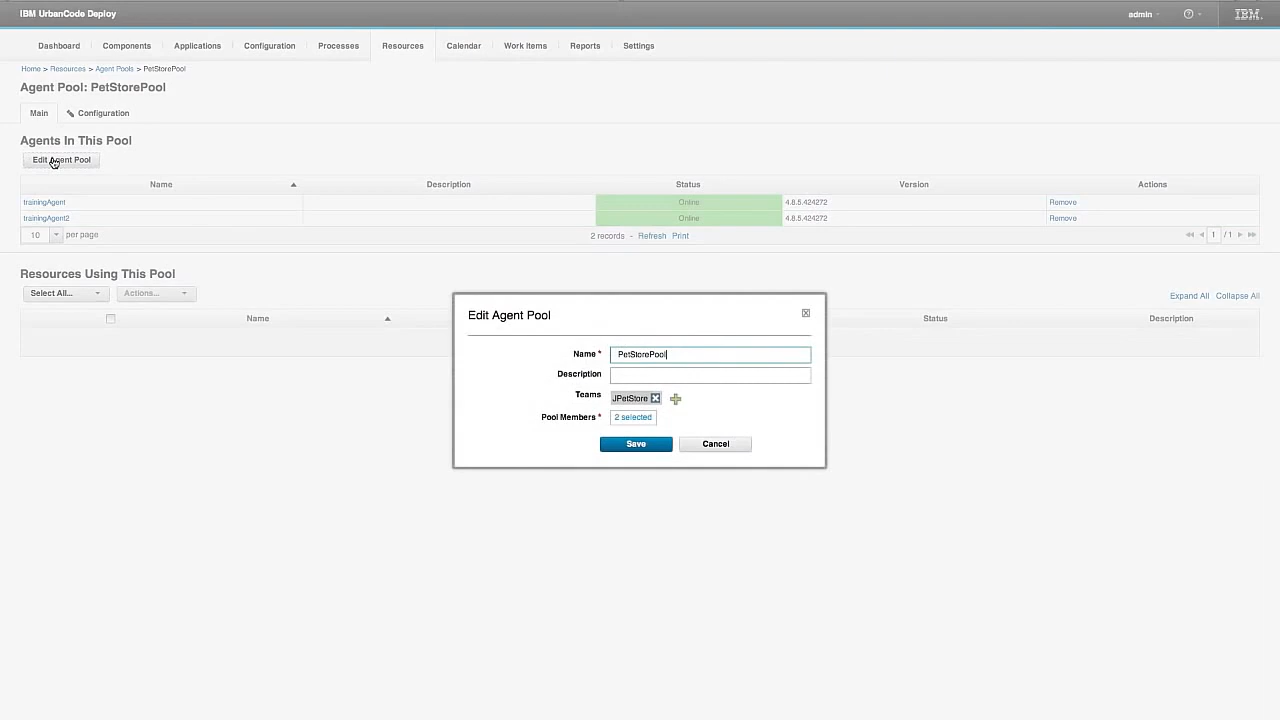 IBM UrbanCode Deploy
admin
IBM
Dashboard Components Applications Configuration Processes Resources Calendar Work Items Reports Settings
Home > Resources > Agent Pools > PetStorePool
Agent Pool: PetStorePool
Main Configuration
Agents In This Pool
Edit Agent Pool
Name Description Status Version Actions
trainingAgent Online 4.8.5.424272 Remove
trainingAgent2 Online 4.8.5.424272 Remove
10 per page 2 records - Refresh Print 1 / 1
Resources Using This Pool
Select All... Actions... Expand All Collapse All
Name Status Description
Edit Agent Pool
Name * PetStorePool
Description
Teams JPetStore
Pool Members * 2 selected
Save Cancel